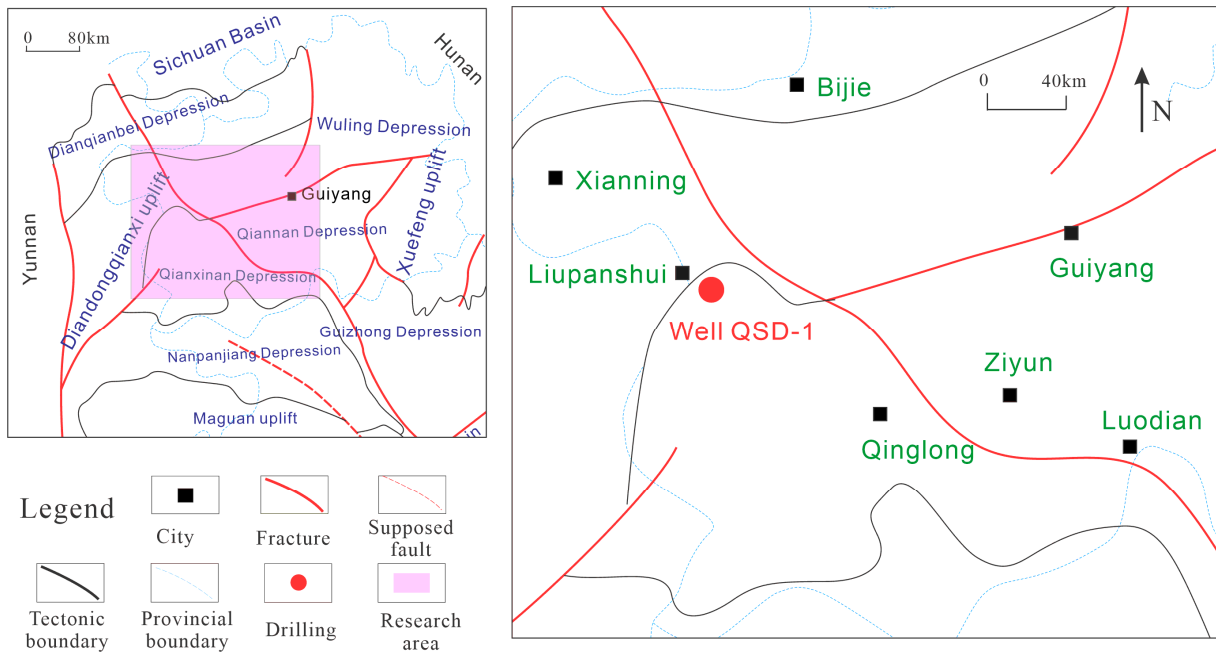 0 80km
Sichuan Basin
Hunan
Dianqianbei Depression
Wuling Depression
Guiyang
Diandongqianxi uplift
Xuefeng uplift
Yunnan
Qiannan Depression
Qianxinan Depression
Guizhong Depression
Nanpanjiang Depression
Maguan uplift
in
0 40km
N
Bijie
Xianning
Guiyang
Liupanshui
Well QSD-1
Ziyun
Luodian
Qinglong
Legend
City
Fracture
Supposed
fault
Tectonic
boundary
Provincial
boundary
Drilling
Research
area